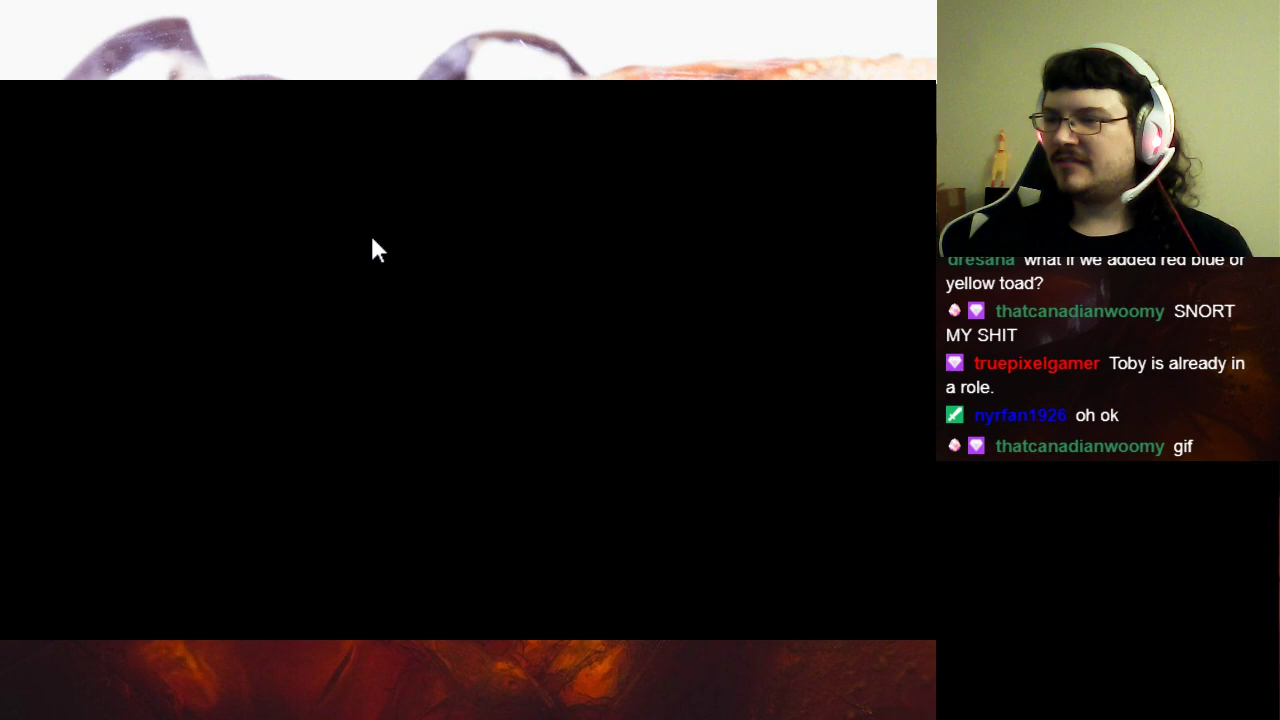 dresana what if we added red blue or
yellow toad?
thatcanadianwoomy SNORT
MY SHIT
truepixelgamer Toby is already in
a role.
nyrfan1926 oh ok
thatcanadianwoomy gif